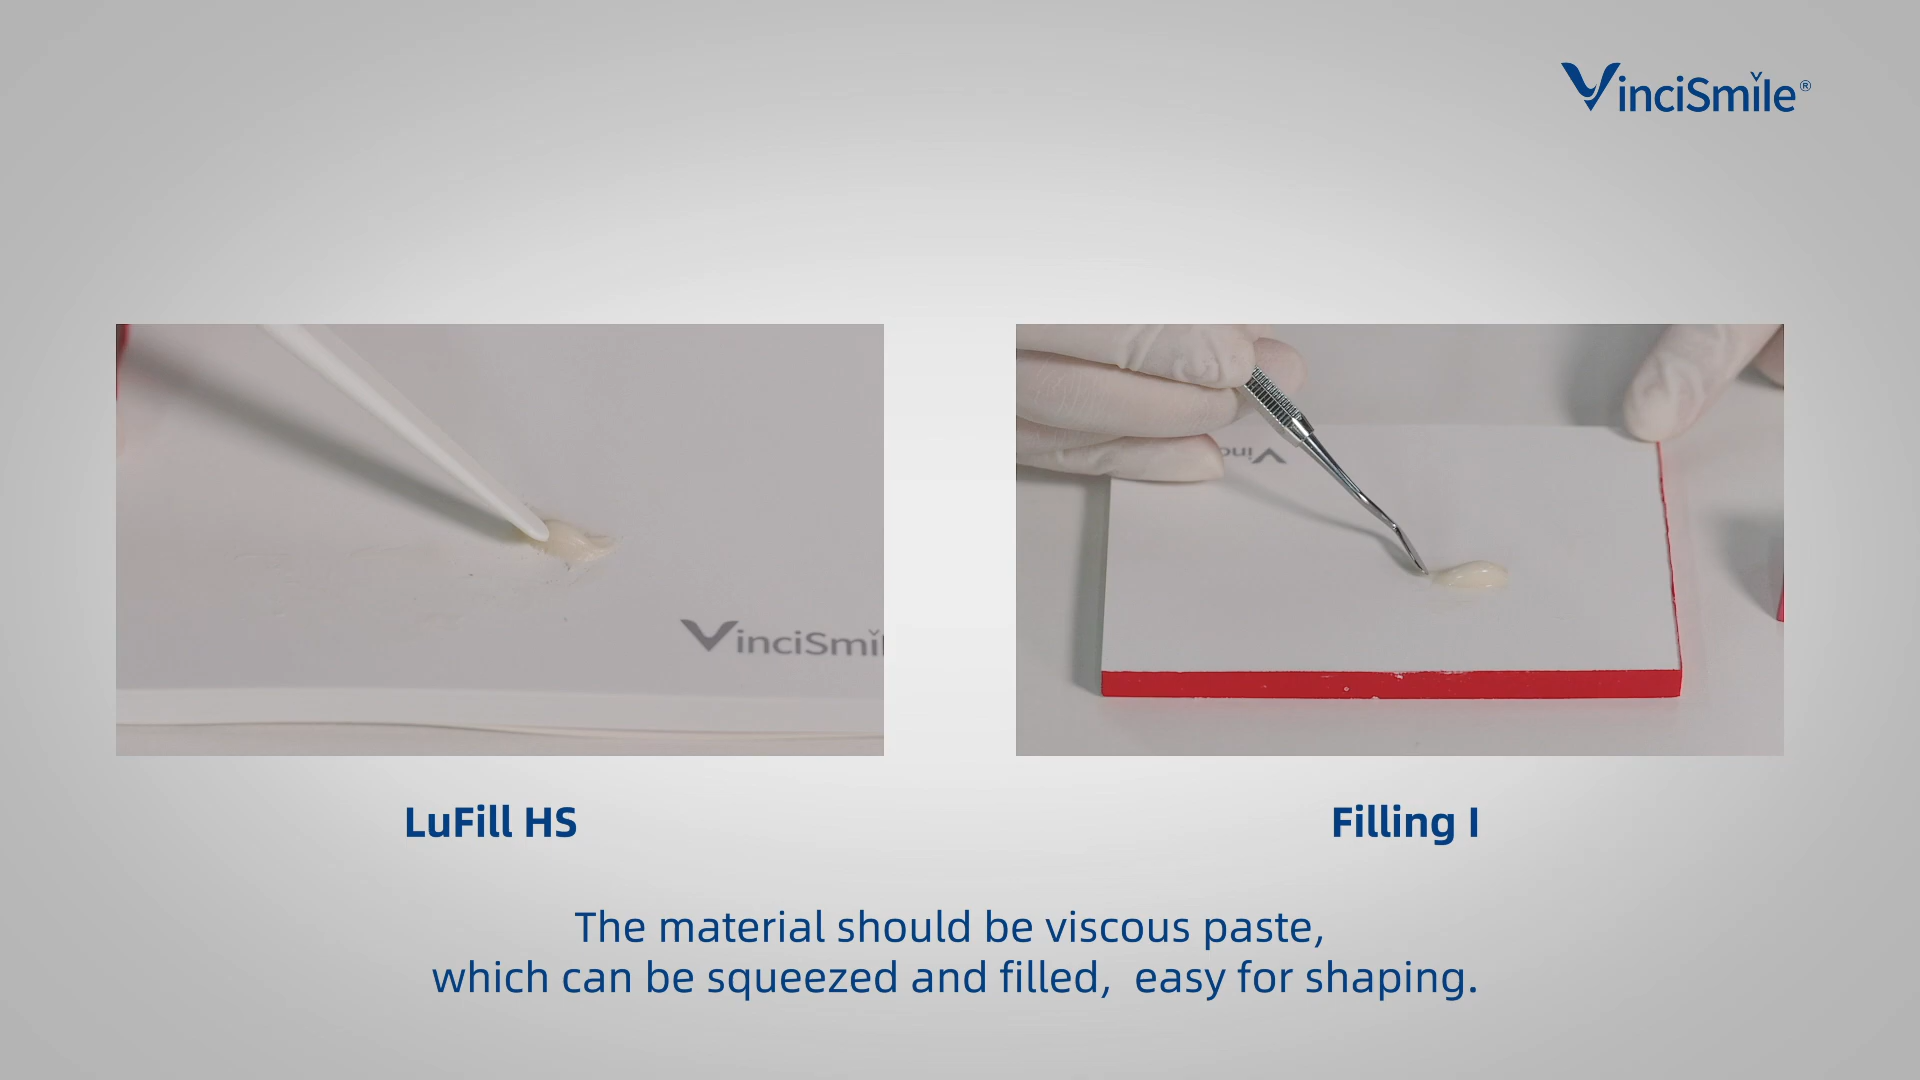 VinciSmile®
VinciSmi
Vinc
LuFill HS
Filling I
The material should be viscous paste,
which can be squeezed and filled, easy for shaping.